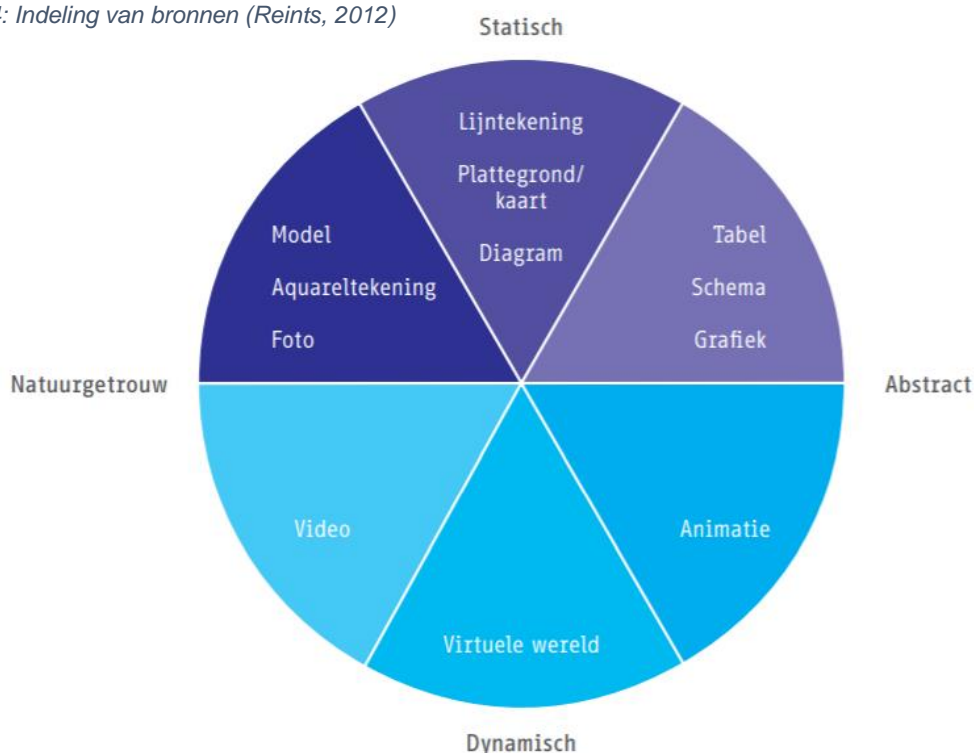 : Indeling van bronnen (Reints, 2012)
Statisch
Lijntekening
Plattegrond/
kaart
Diagram
Model
Aquareltekening
Foto
Tabel
Schema
Grafiek
Natuurgetrouw
Abstract
Video
Animatie
Virtuele wereld
Dynamisch